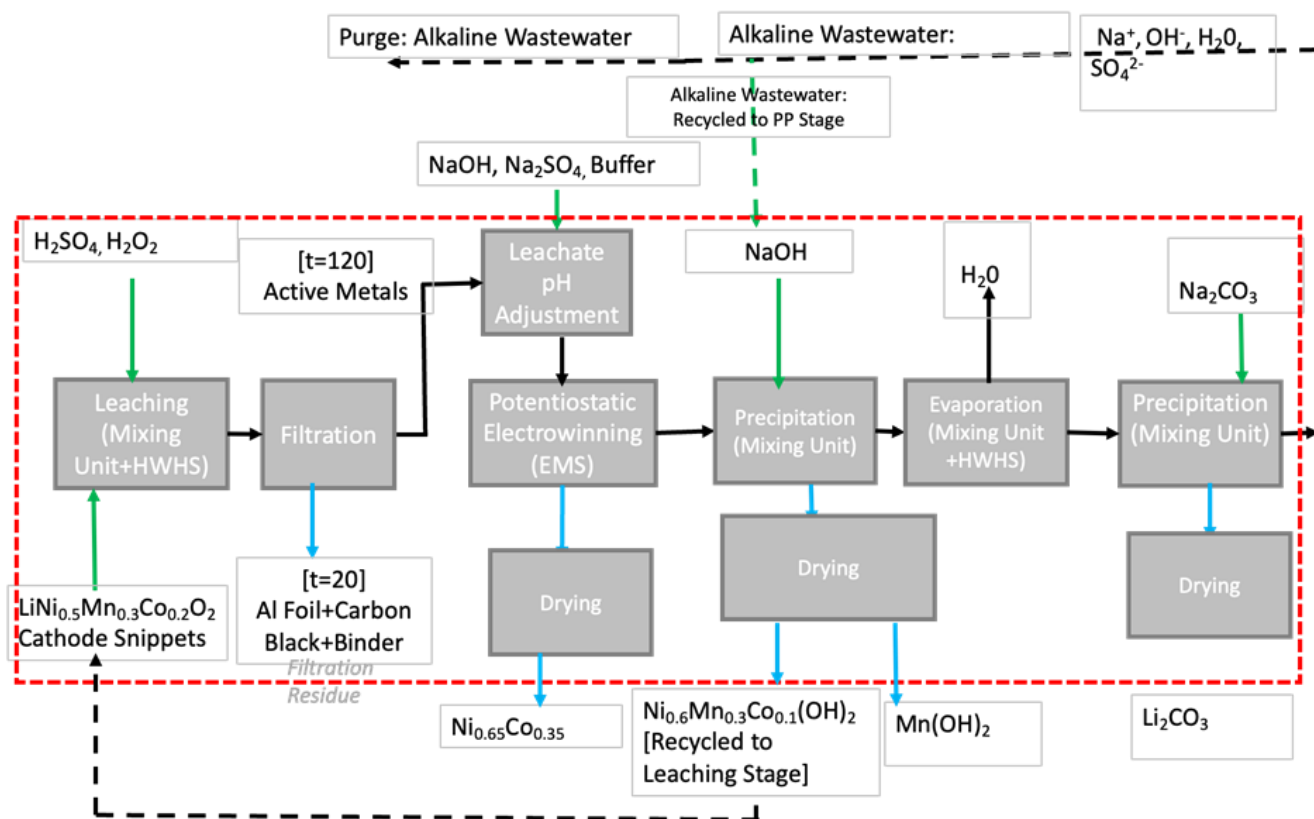 Purge: Alkaline Wastewater
Alkaline Wastewater:
Na⁺, OH⁻, H₂0,
SO₄²⁻
Alkaline Wastewater:
Recycled to PP Stage
NaOH, Na₂SO₄, Buffer
H₂SO₄, H₂O₂
[t=120]
Active Metals
Leachate
pH
Adjustment
NaOH
H₂0
Na₂CO₃
Leaching
(Mixing
Unit+HWHS)
Filtration
Potentiostatic
Electrowinning
(EMS)
Precipitation
(Mixing Unit)
Evaporation
(Mixing Unit
+HWHS)
Precipitation
(Mixing Unit)
LiNi₀.₅Mn₀.₃Co₀.₂O₂
Cathode Snippets
[t=20]
Al Foil+Carbon
Black+Binder
Filtration
Residue
Drying
Drying
Drying
Ni₀.₆₅Co₀.₃₅
Ni₀.₆Mn₀.₃Co₀.₁(OH)₂
[Recycled to
Leaching Stage]
Mn(OH)₂
Li₂CO₃